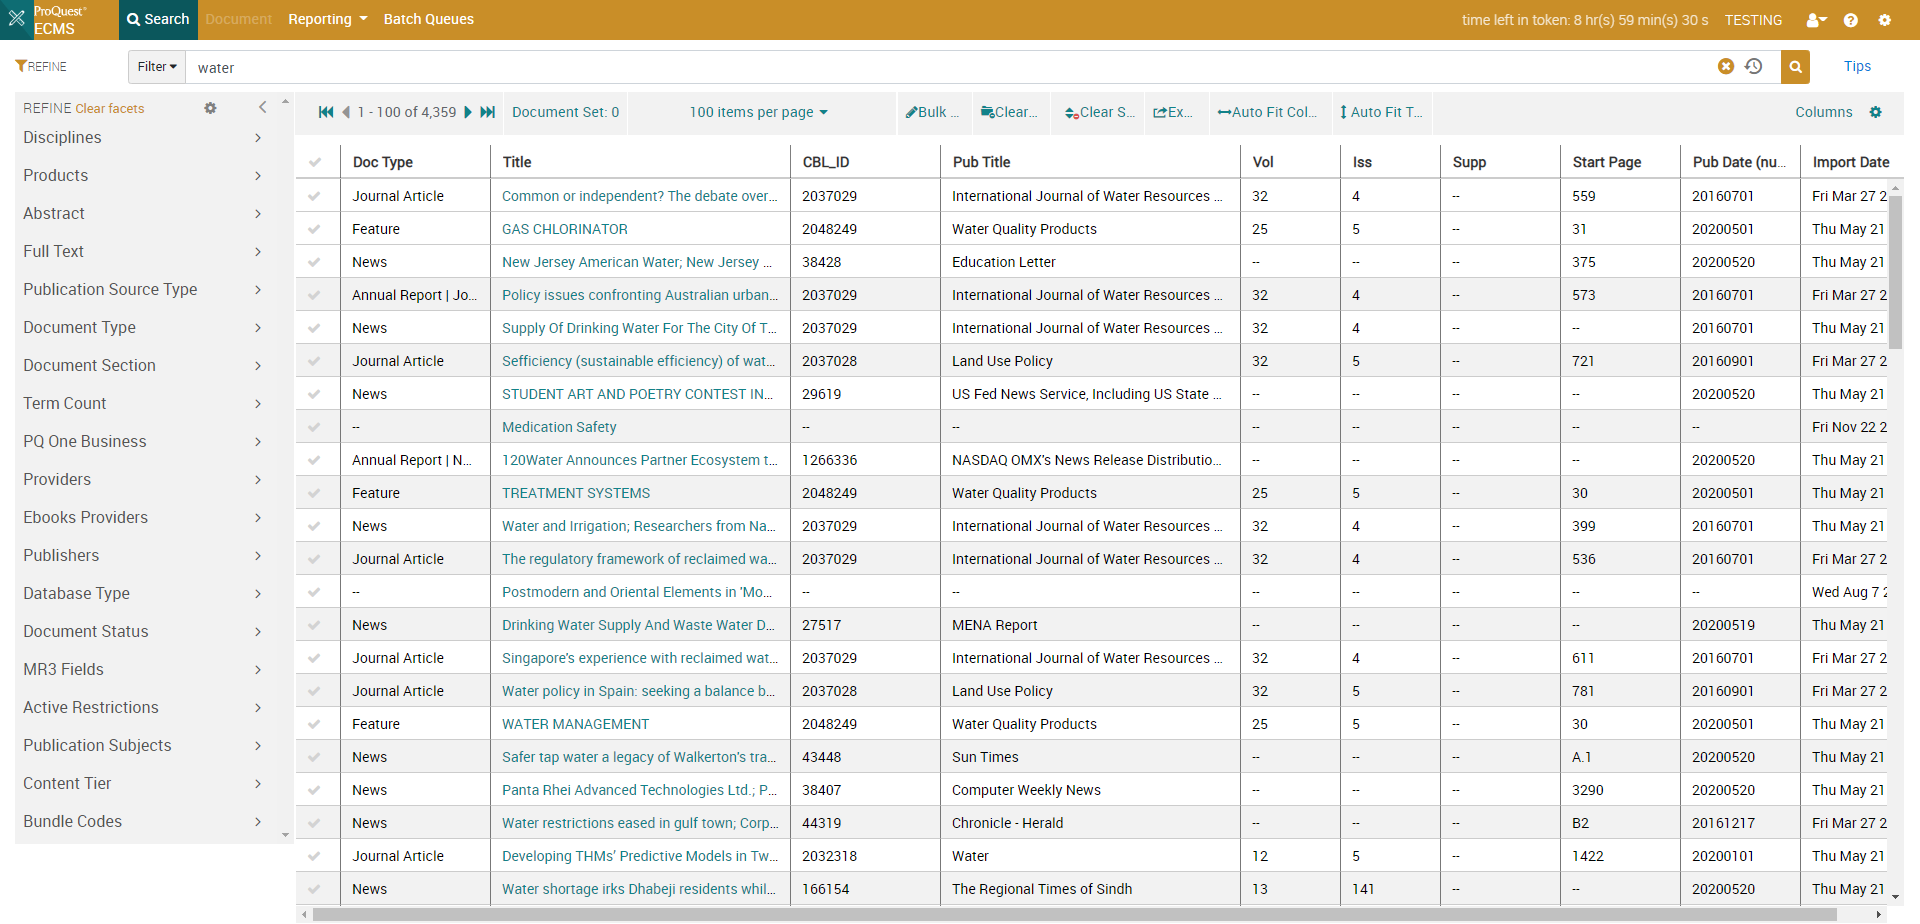 ProQuest®
ECMS
Search Document Reporting Batch Queues
time left in token: 8 hr(s) 59 min(s) 30 s TESTING
REFINE Filter water Tips
REFINE Clear facets
1 - 100 of 4,359 Document Set: 0 100 items per page Bulk ... Clear... Clear S... Ex... Auto Fit Col... Auto Fit T... Columns
Disciplines
Products
Abstract
Full Text
Publication Source Type
Document Type
Document Section
Term Count
PQ One Business
Providers
Ebooks Providers
Publishers
Database Type
Document Status
MR3 Fields
Active Restrictions
Publication Subjects
Content Tier
Bundle Codes
Doc Type Title CBL_ID Pub Title Vol Iss Supp Start Page Pub Date (nu... Import Date
Journal Article Common or independent? The debate over... 2037029 International Journal of Water Resources ... 32 4 -- 559 20160701 Fri Mar 27 2
Feature GAS CHLORINATOR 2048249 Water Quality Products 25 5 -- 31 20200501 Thu May 21
News New Jersey American Water; New Jersey ... 38428 Education Letter -- -- -- 375 20200520 Thu May 21
Annual Report | Jo... Policy issues confronting Australian urban... 2037029 International Journal of Water Resources ... 32 4 -- 573 20160701 Fri Mar 27 2
News Supply Of Drinking Water For The City Of T... 2037029 International Journal of Water Resources ... 32 4 -- -- 20160701 Thu May 21
Journal Article Sefficiency (sustainable efficiency) of wat... 2037028 Land Use Policy 32 5 -- 721 20160901 Fri Mar 27 2
News STUDENT ART AND POETRY CONTEST IN... 29619 US Fed News Service, Including US State ... -- -- -- -- 20200520 Thu May 21
-- Medication Safety -- -- -- -- -- -- -- Fri Nov 22 2
Annual Report | N... 120Water Announces Partner Ecosystem t... 1266336 NASDAQ OMX's News Release Distributio... -- -- -- -- 20200520 Thu May 21
Feature TREATMENT SYSTEMS 2048249 Water Quality Products 25 5 -- 30 20200501 Thu May 21
News Water and Irrigation; Researchers from Na... 2037029 International Journal of Water Resources ... 32 4 -- 399 20160701 Thu May 21
Journal Article The regulatory framework of reclaimed wa... 2037029 International Journal of Water Resources ... 32 4 -- 536 20160701 Fri Mar 27 2
-- Postmodern and Oriental Elements in 'Mo... -- -- -- -- -- -- -- Wed Aug 7 2
News Drinking Water Supply And Waste Water D... 27517 MENA Report -- -- -- -- 20200519 Thu May 21
Journal Article Singapore's experience with reclaimed wat... 2037029 International Journal of Water Resources ... 32 4 -- 611 20160701 Fri Mar 27 2
Journal Article Water policy in Spain: seeking a balance b... 2037028 Land Use Policy 32 5 -- 781 20160901 Fri Mar 27 2
Feature WATER MANAGEMENT 2048249 Water Quality Products 25 5 -- 30 20200501 Thu May 21
News Safer tap water a legacy of Walkerton's tra... 43448 Sun Times -- -- -- A.1 20200520 Thu May 21
News Panta Rhei Advanced Technologies Ltd.; P... 38407 Computer Weekly News -- -- -- 3290 20200520 Thu May 21
News Water restrictions eased in gulf town; Corp... 44319 Chronicle - Herald -- -- -- B2 20161217 Fri Mar 27 2
Journal Article Developing THMs' Predictive Models in Tw... 2032318 Water 12 5 -- 1422 20200101 Thu May 21
News Water shortage irks Dhabeji residents whil... 166154 The Regional Times of Sindh 13 141 -- -- 20200520 Thu May 21